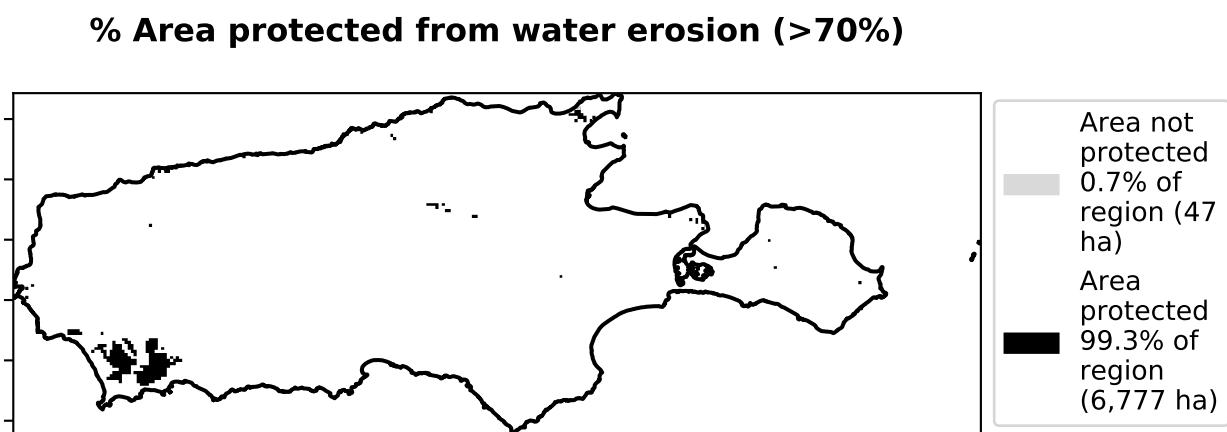 % Area protected from water erosion (>70%)
Area not
protected
0.7% of
region (47
ha)
Area
protected
99.3% of
region
(6,777 ha)